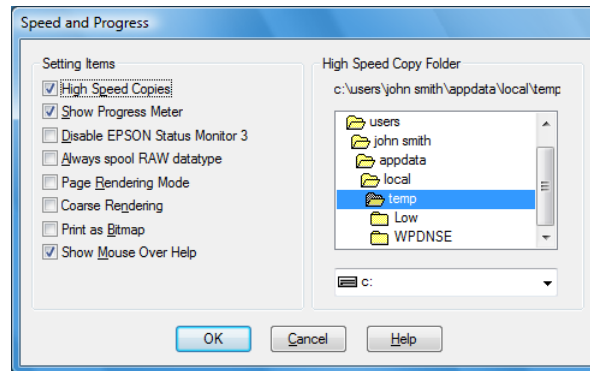 Speed and Progress
Setting Items
High Speed Copies
Show Progress Meter
Disable EPSON Status Monitor 3
Always spool RAW datatype
Page Rendering Mode
Coarse Rendering
Print as Bitmap
Show Mouse Over Help
High Speed Copy Folder
c:\users\john smith\appdata\local\temp
users
john smith
appdata
local
temp
Low
WPDNSE
c:
OK
Cancel
Help